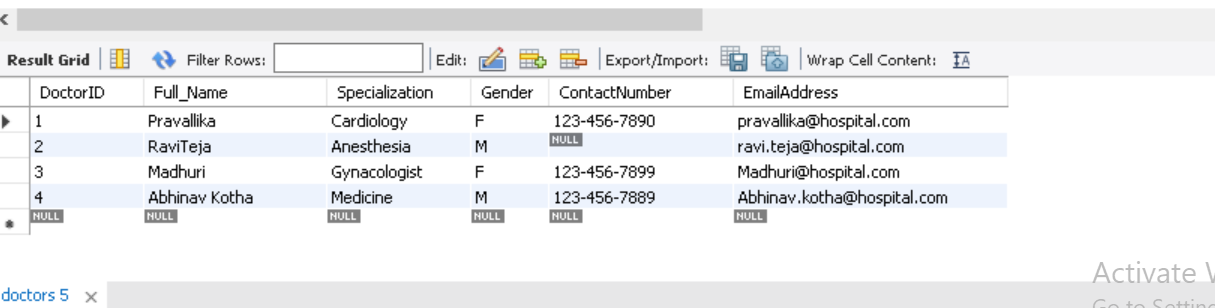 Result Grid Filter Rows: Edit: Export/Import: Wrap Cell Content: IA
DoctorID Full_Name Specialization Gender ContactNumber EmailAddress
1 Pravallika Cardiology F 123-456-7890 pravallika@hospital.com
2 RaviTeja Anesthesia M NULL ravi.teja@hospital.com
3 Madhuri Gynacologist F 123-456-7899 Madhuri@hospital.com
4 Abhinav Kotha Medicine M 123-456-7889 Abhinav.kotha@hospital.com
NULL NULL NULL NULL NULL NULL
Activate
doctors 5
Go to